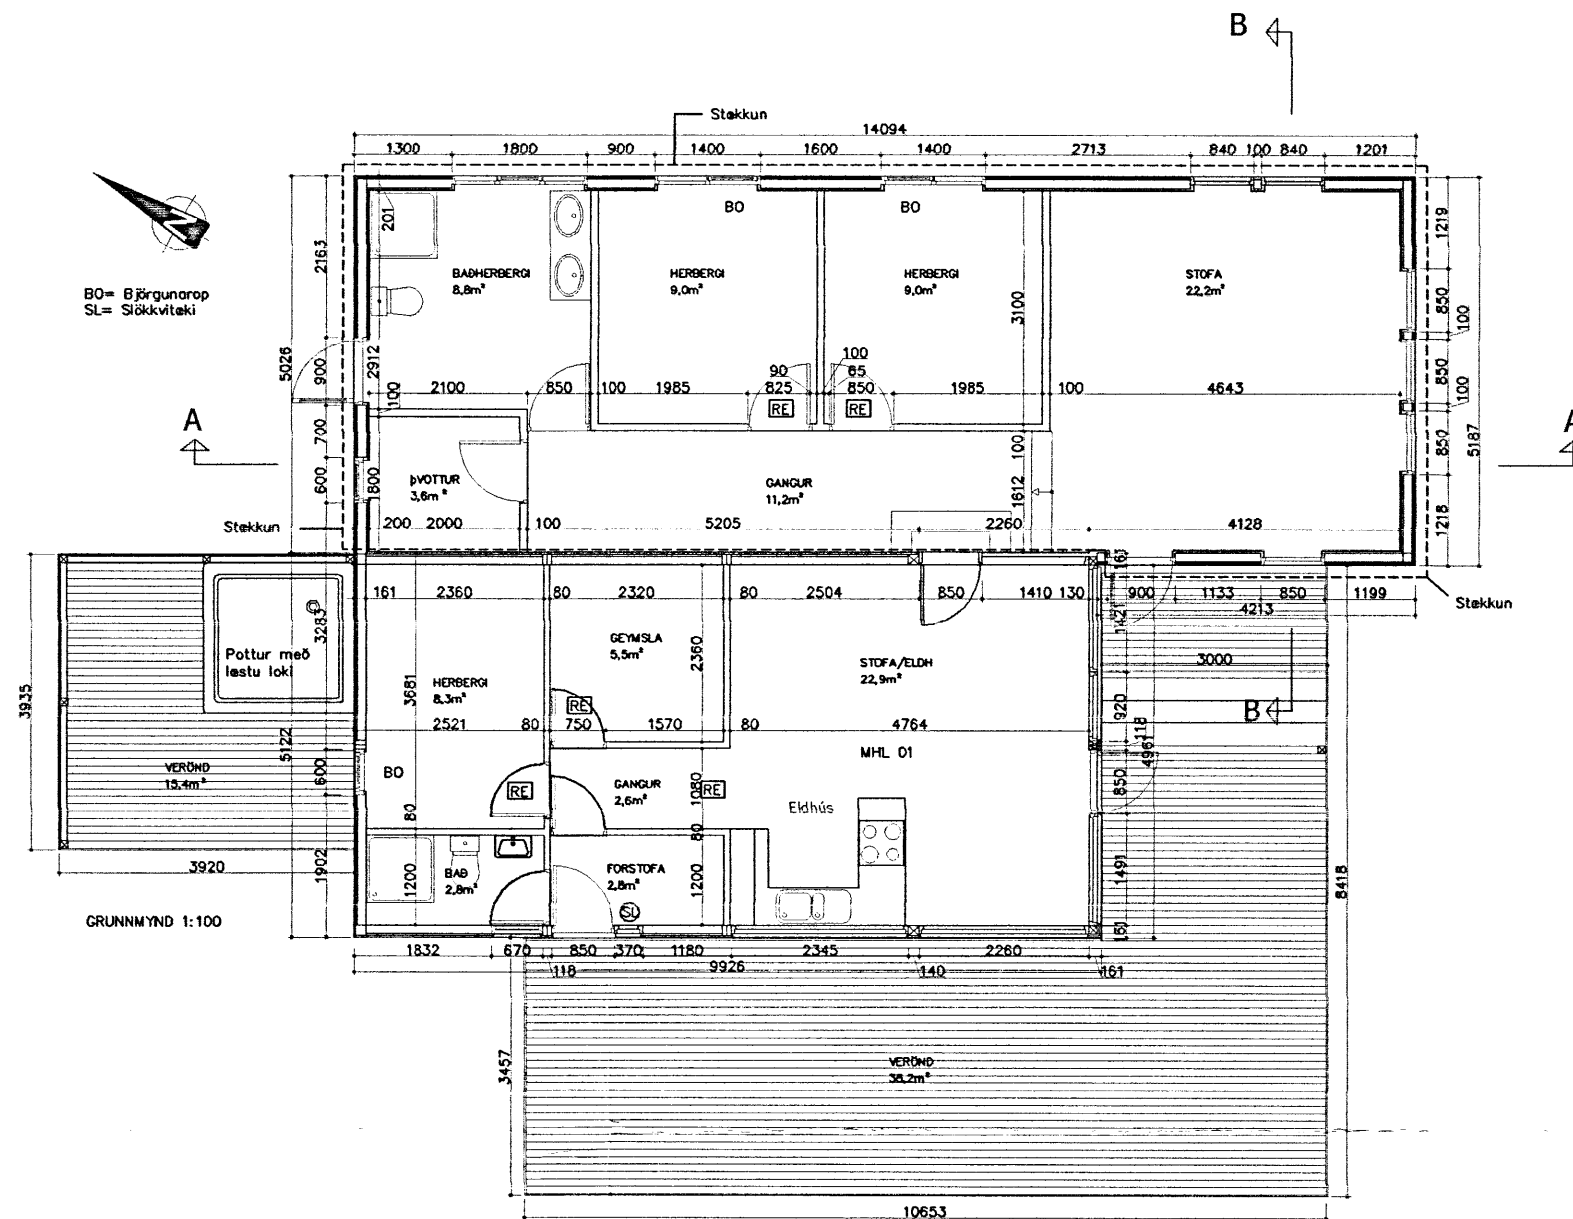 B
Stækkun
14094
1300 1800 900 1400 1600 1400 2713 840 100 840 1201
BO= Björgunarop
SL= Slökkvitæki
201
2163
BO
BO
1219
BAÐHERBERGI
8,8m²
HERBERGI
9,0m²
HERBERGI
9,0m²
STOFA
22,2m²
3100
850
100
5026
900
2912
100
90
100
85
2100 850 100 1985 825 850 1985 100 4643
850
100
RE
RE
A
A
700
850
5187
100
600
800
ÞVOTTUR
3,6m²
GANGUR
11,2m²
1612
Stækkun
200 2000 100 5205 2260 4128
1218
163
161 2360 80 2320 80 2504 850 1410 130 900 1133 850 1199
Stækkun
4213
1421
3283
GEYMSLA
5,5m²
2360
STOFA/ELDH
22,9m²
3000
Pottur með
læstu loki
HERBERGI
8,3m²
3681
3935
RE
2521 80 750 1570 80 4764
920
118
B
4961
5122
MHL 01
VERÖND
15,4m²
BO
600
RE
GANGUR
2,6m²
1080
RE
850
Eldhús
80
80
3920
1902
1200
BAÐ
2,8m²
FORSTOFA
2,8m²
1200
1491
8418
SL
GRUNNMYND 1:100
161
1832 670 850 370 1180 2345 2260
118
9926
140
161
3457
VERÖND
38,2m²
10653